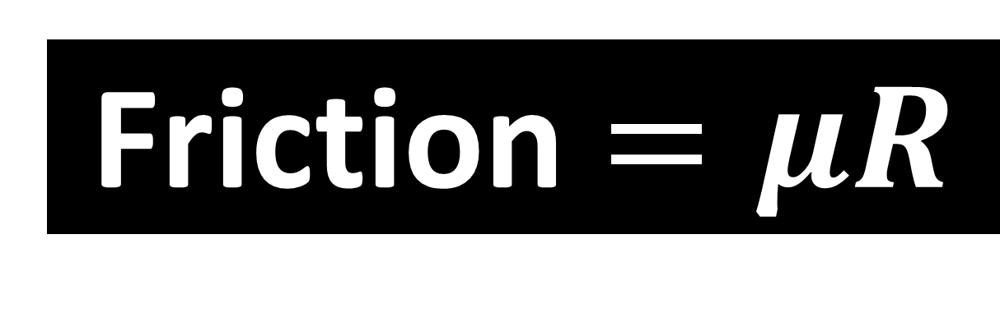 Friction = μR